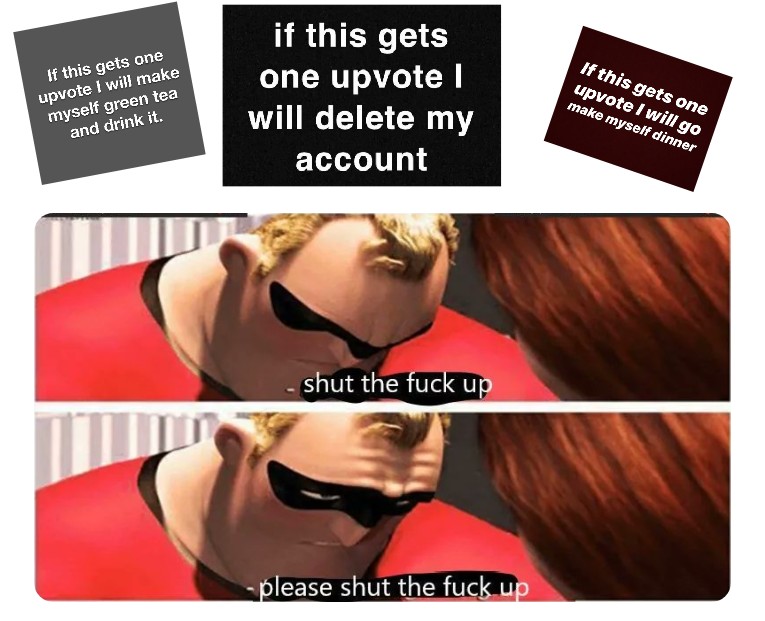 If this gets one
upvote I will make
myself green tea
and drink it.
if this gets
one upvote I
will delete my
account
If this gets one
upvote I will go
make myself dinner
- shut the fuck up
- please shut the fuck up